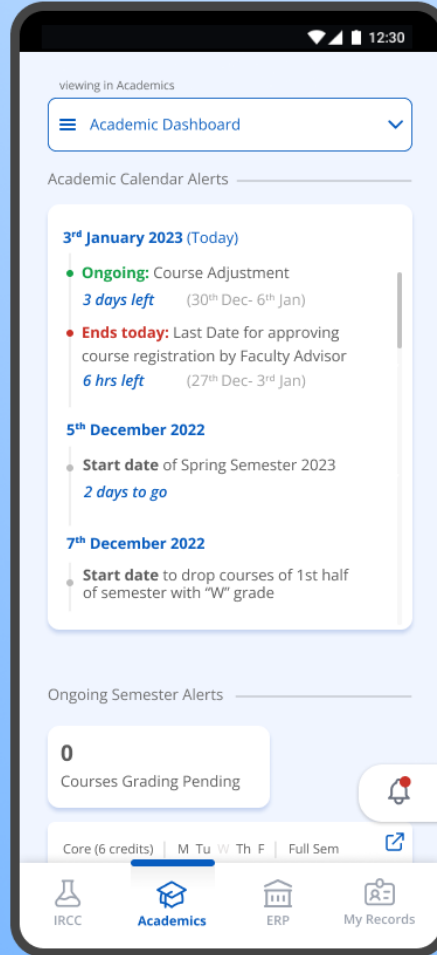 12:30
viewing in Academics
Academic Dashboard
Academic Calendar Alerts
3rd January 2023 (Today)
Ongoing: Course Adjustment
3 days left (30th Dec- 6th Jan)
Ends today: Last Date for approving
course registration by Faculty Advisor
6 hrs left (27th Dec- 3rd Jan)
5th December 2022
Start date of Spring Semester 2023
2 days to go
7th December 2022
Start date to drop courses of 1st half
of semester with “W” grade
Ongoing Semester Alerts
0
Courses Grading Pending
Core (6 credits) | M Tu W Th F | Full Sem
IRCC Academics ERP My Records